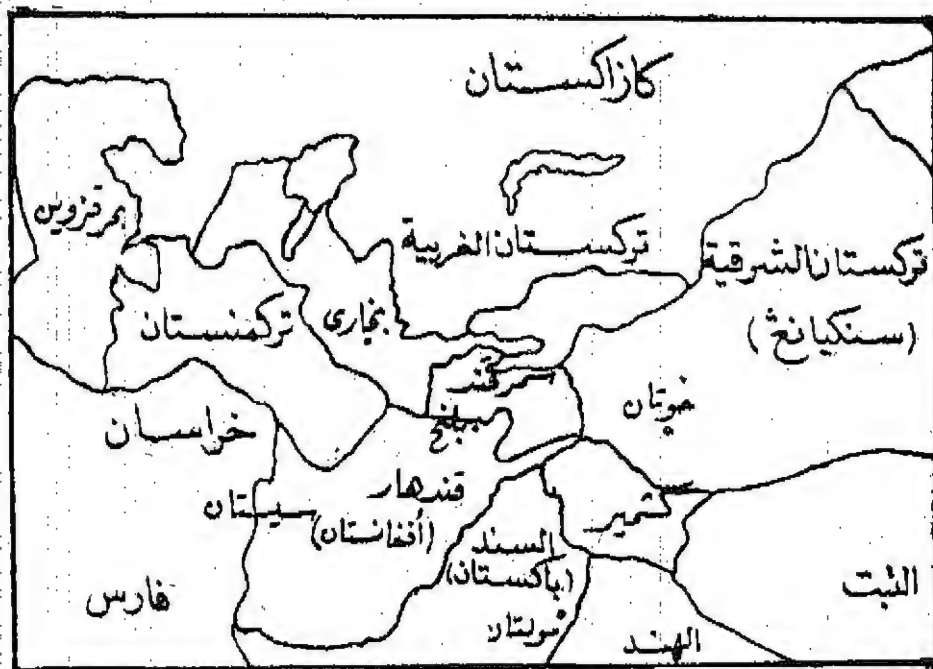 كازاكستان
بحر قزوين
تركستان الغربية
تركستان الشرقية
(سنكيانغ)
تركمنستان
بخارى
سمرقند
بلخ
خوتان
خراسان
قندهار
(أفغانستان)
سيستان
كشمير
السند
(باكستان)
فارس
الهند
التبت